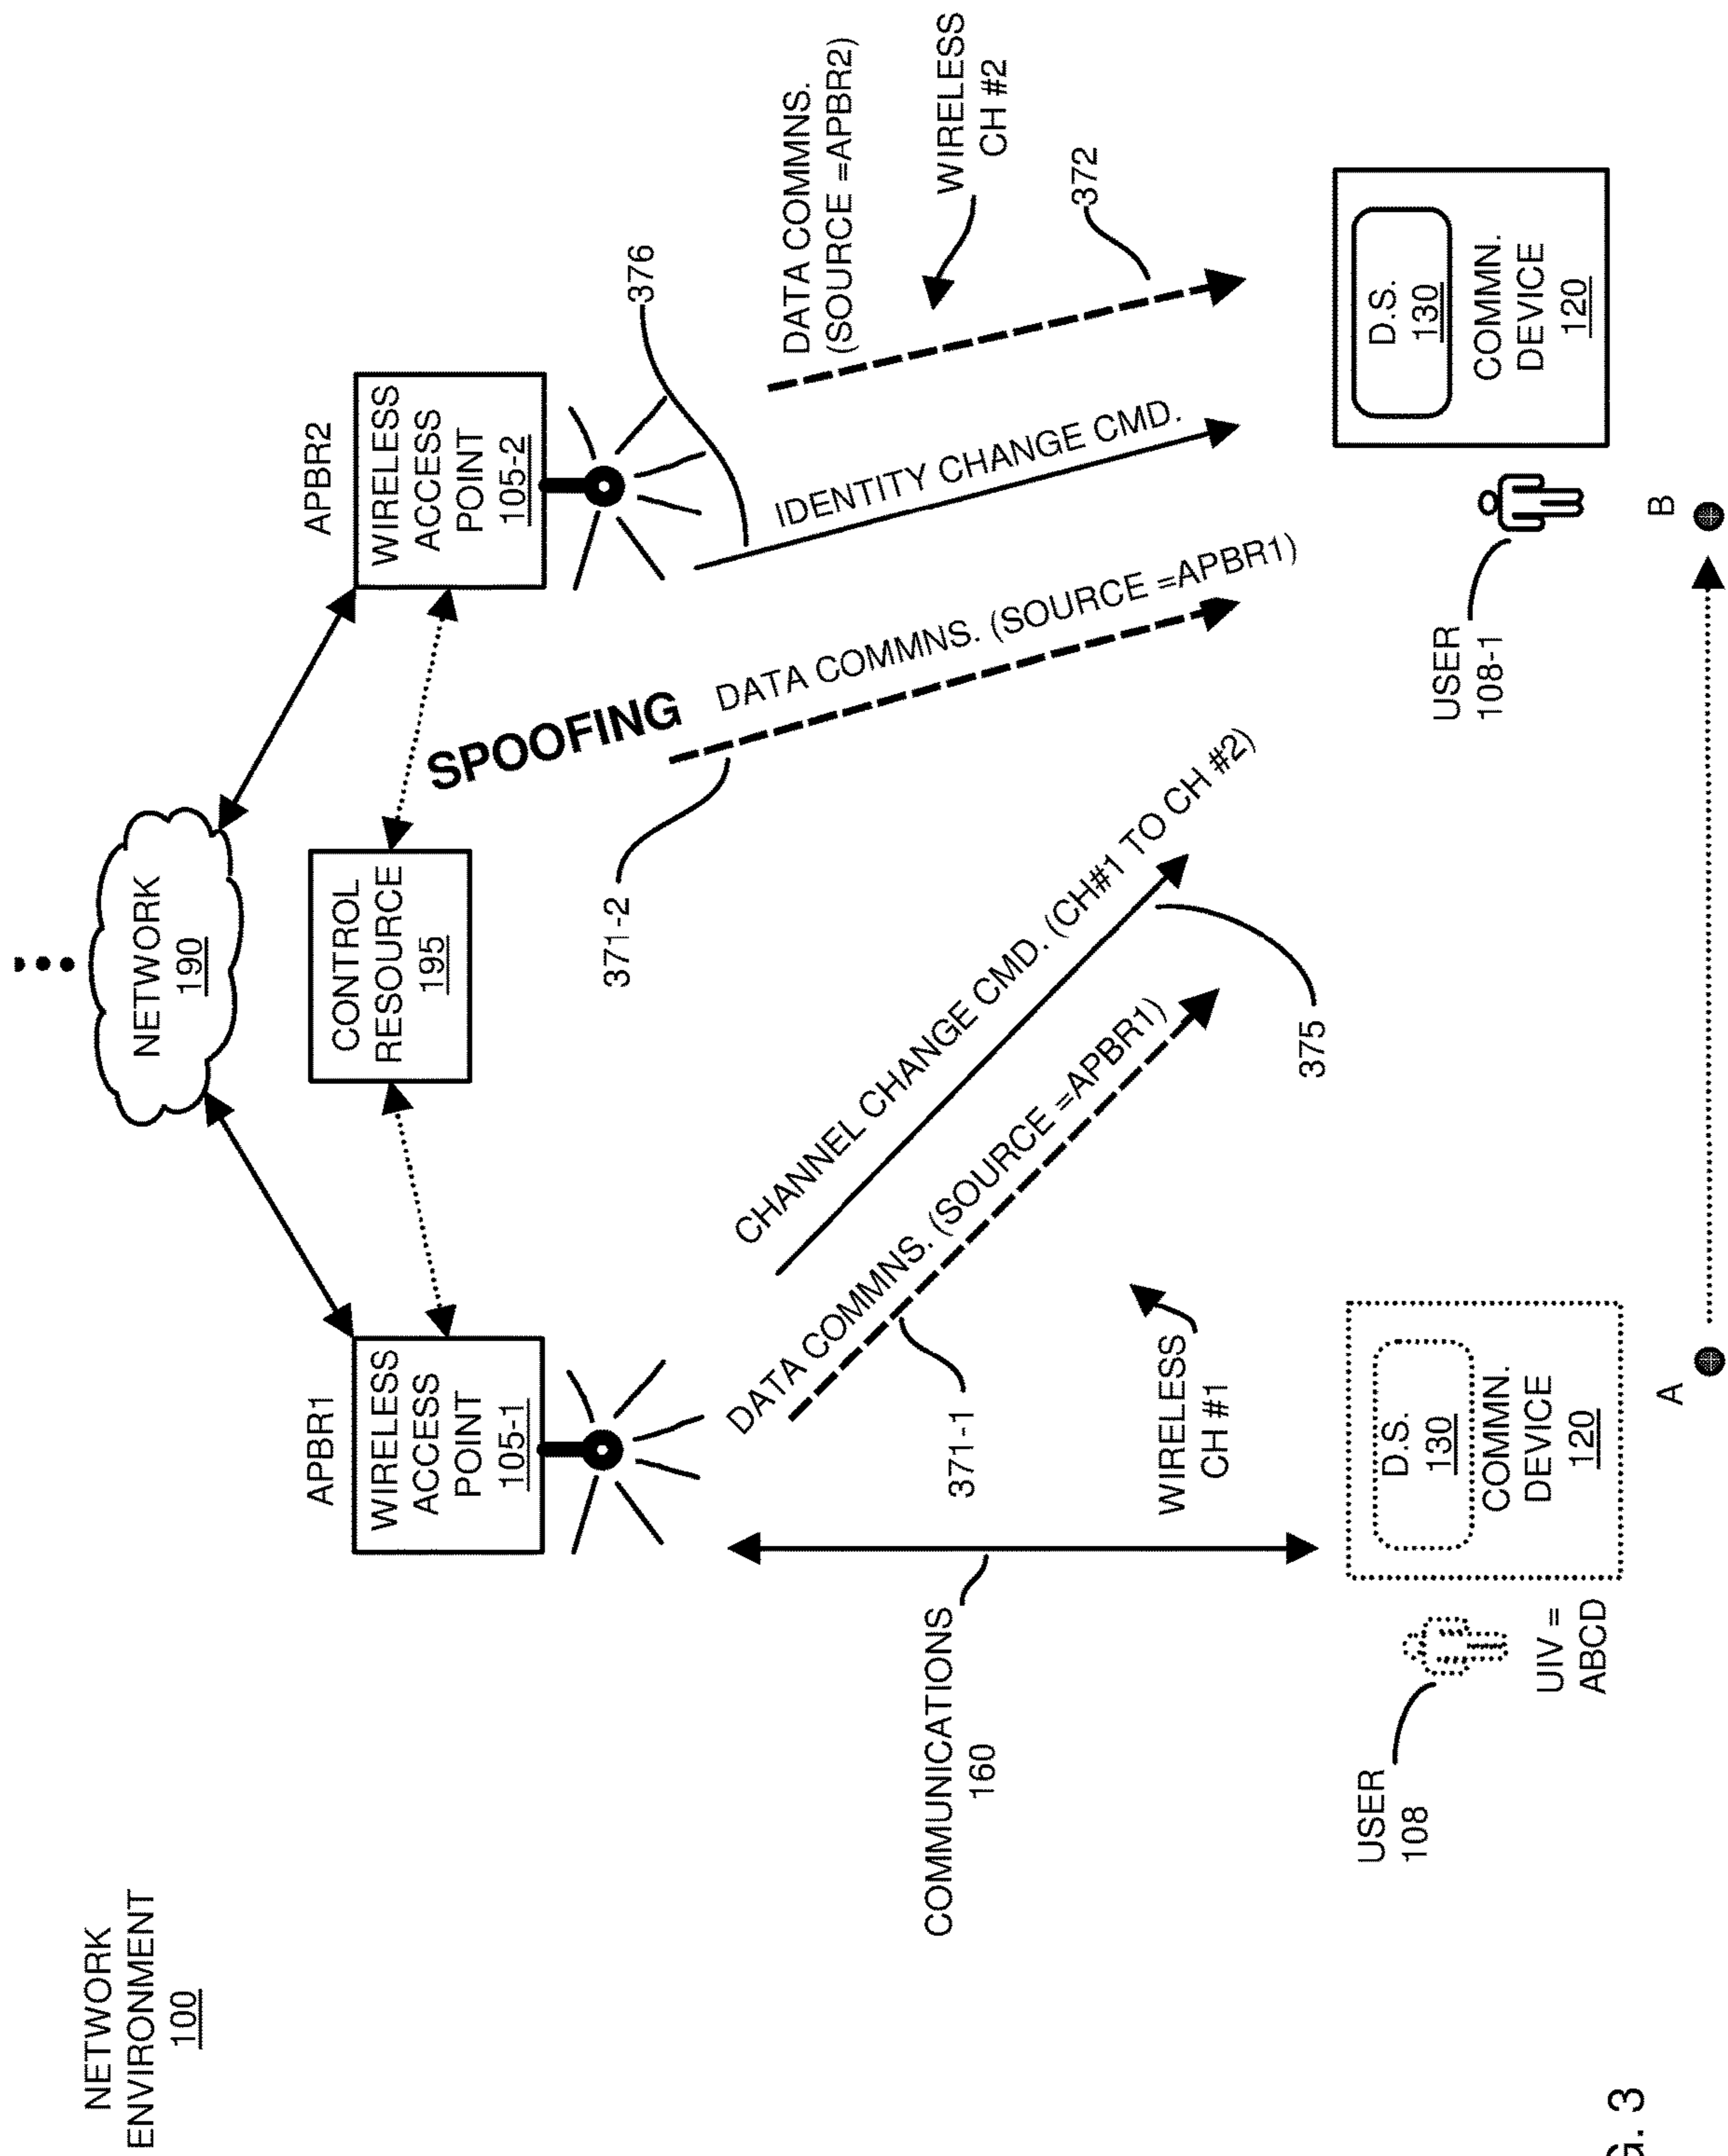 NETWORK
ENVIRONMENT
100
NETWORK
190
CONTROL
RESOURCE
195
APBR1
WIRELESS
ACCESS
POINT
105-1
APBR2
WIRELESS
ACCESS
POINT
105-2
SPOOFING
371-2
376
DATA COMMNS. (SOURCE =APBR1)
IDENTITY CHANGE CMD.
DATA COMMNS.
(SOURCE =APBR2)
WIRELESS
CH #2
372
CHANNEL CHANGE CMD. (CH#1 TO CH #2)
DATA COMMNS. (SOURCE =APBR1)
375
371-1
WIRELESS
CH #1
COMMUNICATIONS
160
USER
108
UIV =
ABCD
D.S.
130
COMMN.
DEVICE
120
USER
108-1
D.S.
130
COMMN.
DEVICE
120
A
B
G. 3